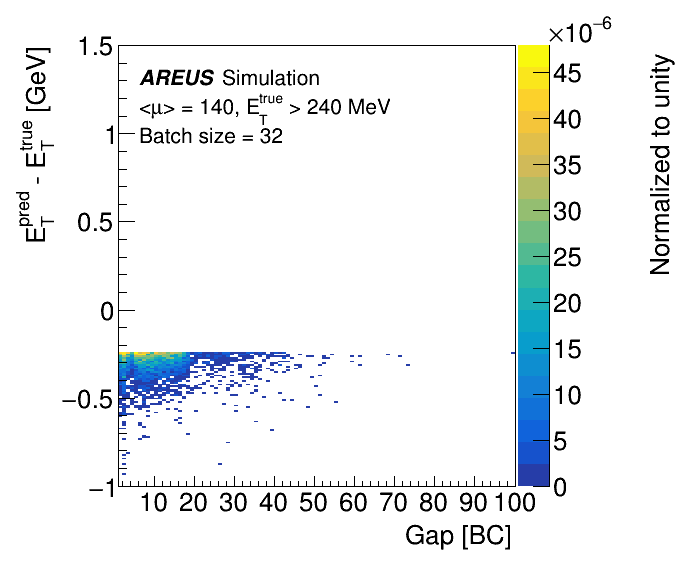 ×10⁻⁶
1.5
1
0.5
0
−0.5
−1
E_T^pred - E_T^true [GeV]
AREUS Simulation
<μ> = 140, E_T^true > 240 MeV
Batch size = 32
10 20 30 40 50 60 70 80 90 100
Gap [BC]
45
40
35
30
25
20
15
10
5
0
Normalized to unity